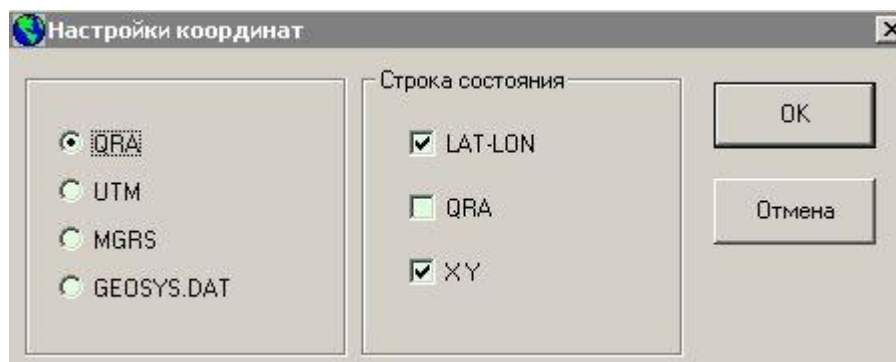 Настройки координат
QRA
UTM
MGRS
GEOSYS.DAT
Строка состояния
LAT-LON
QRA
XY
OK
Отмена